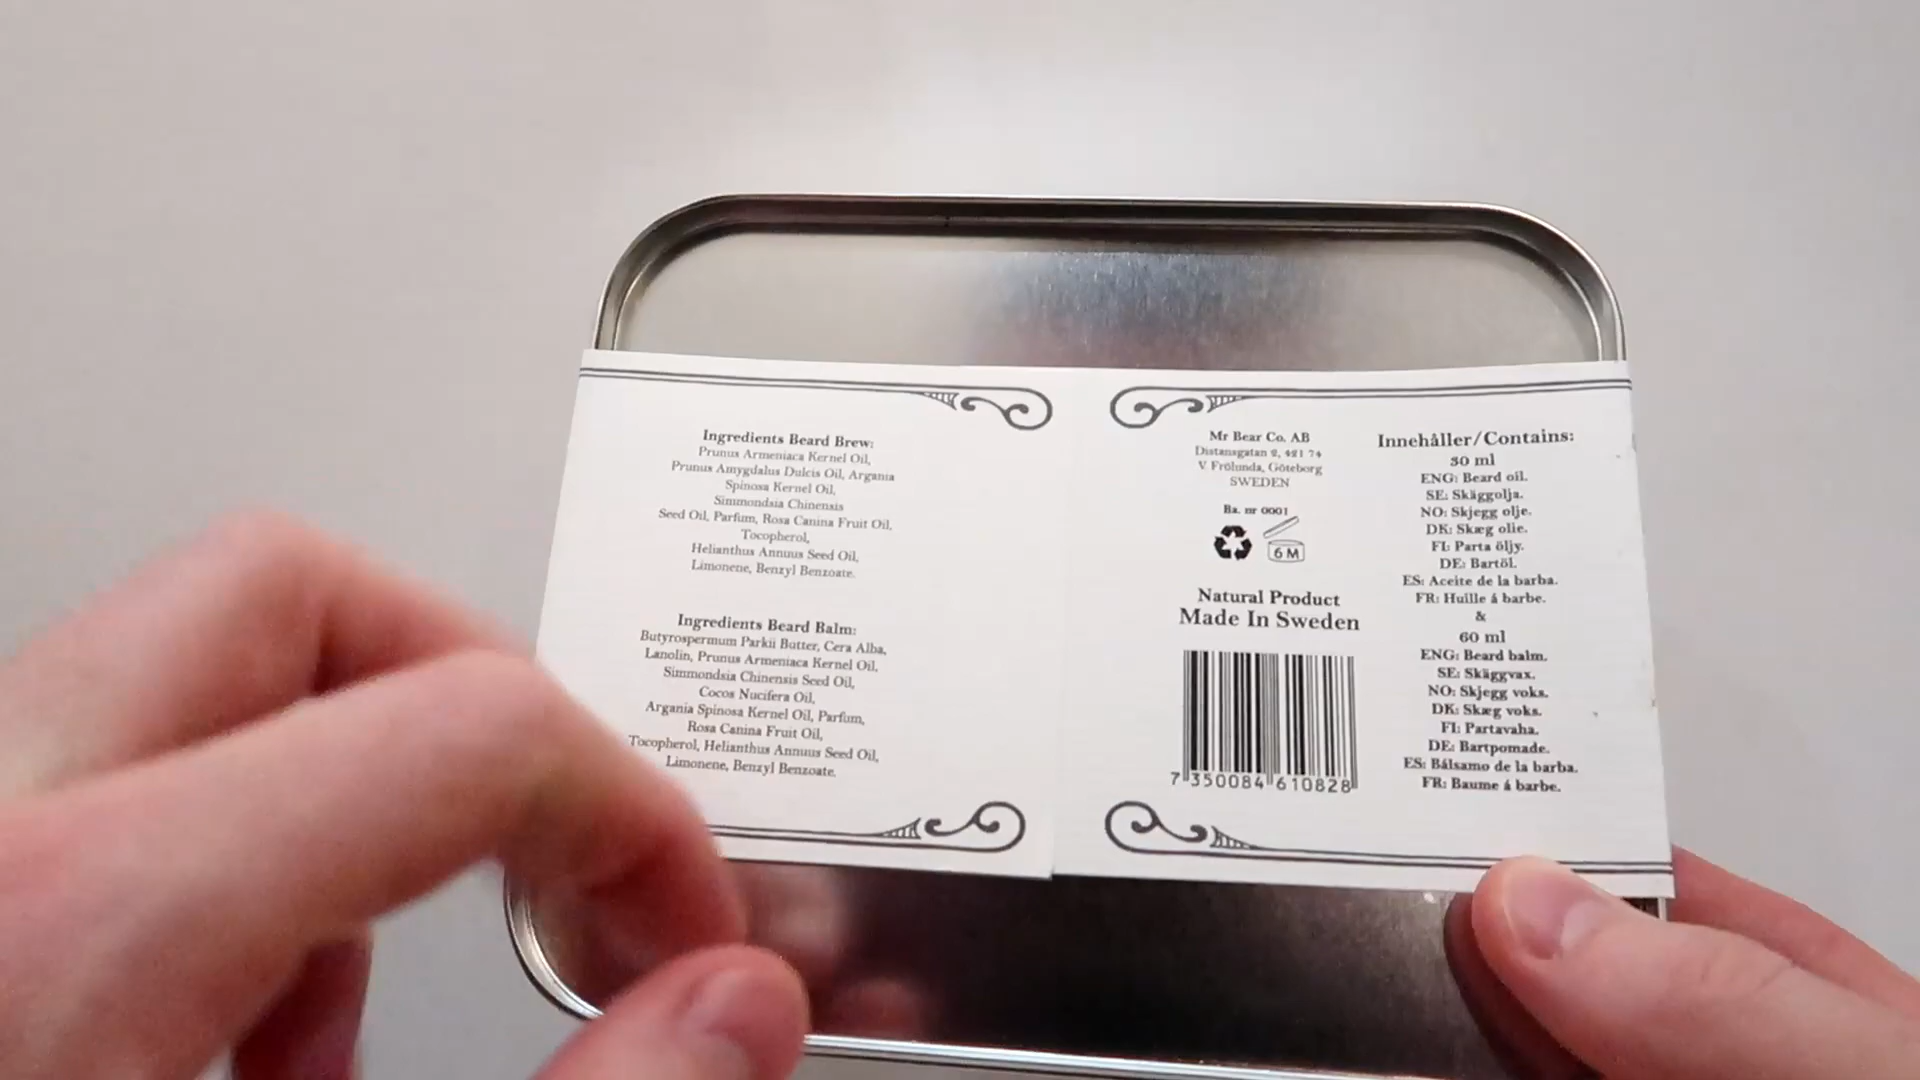 Ingredients Beard Brew:
Prunus Armeniaca Kernel Oil,
Prunus Amygdalus Dulcis Oil, Argania
Spinosa Kernel Oil,
Simmondsia Chinensis
Seed Oil, Parfum, Rosa Canina Fruit Oil,
Tocopherol,
Helianthus Annuus Seed Oil,
Limonene, Benzyl Benzoate.
Ingredients Beard Balm:
Butyrospermum Parkii Butter, Cera Alba,
Lanolin, Prunus Armeniaca Kernel Oil,
Simmondsia Chinensis Seed Oil,
Cocos Nucifera Oil,
Argania Spinosa Kernel Oil, Parfum,
Rosa Canina Fruit Oil,
Tocopherol, Helianthus Annuus Seed Oil,
Limonene, Benzyl Benzoate.
Mr Bear Co. AB
Distansgatan 2, 421 74
V Frölunda, Göteborg
SWEDEN
Ba. nr 0001
6 M
Natural Product
Made In Sweden
7 350084 610828
Innehåller/Contains:
30 ml
ENG: Beard oil.
SE: Skäggolja.
NO: Skjegg olje.
DK: Skæg olie.
FI: Parta öljy.
DE: Bartöl.
ES: Aceite de la barba.
FR: Huille á barbe.
&
60 ml
ENG: Beard balm.
SE: Skäggvax.
NO: Skjegg voks.
DK: Skæg voks.
FI: Partavaha.
DE: Bartpomade.
ES: Bálsamo de la barba.
FR: Baume á barbe.